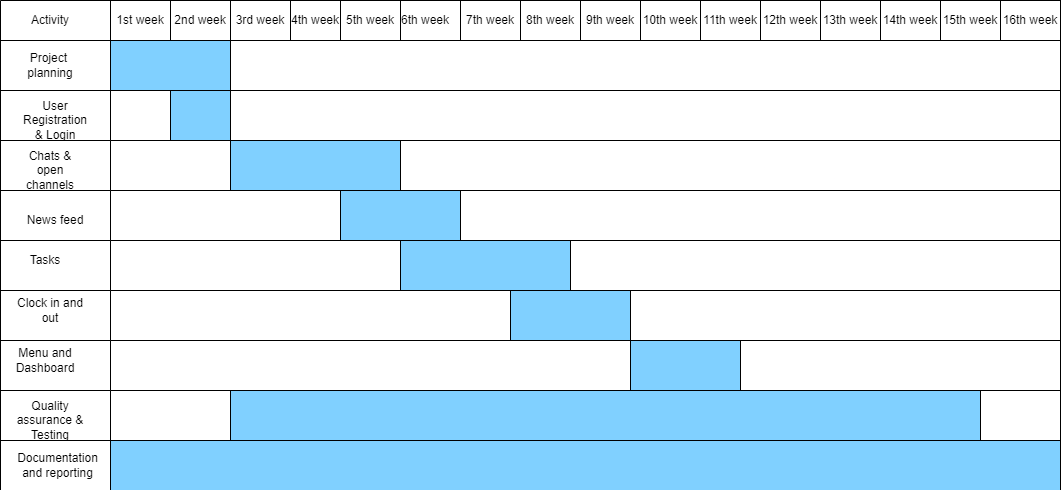 Activity 1st week 2nd week 3rd week 4th week 5th week 6th week 7th week 8th week 9th week 10th week 11th week 12th week 13th week 14th week 15th week 16th week
Project
planning
User
Registration
& Login
Chats &
open
channels
News feed
Tasks
Clock in and
out
Menu and
Dashboard
Quality
assurance &
Testing
Documentation
and reporting